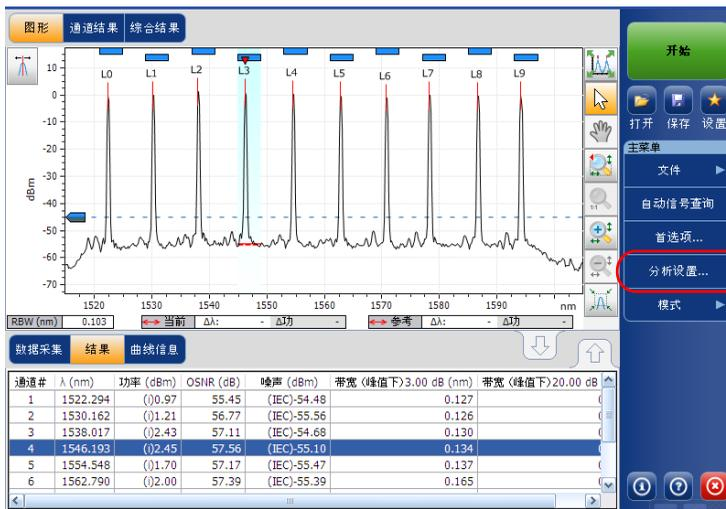 图形 通道结果 综合结果
开始
打开 保存 设置
主菜单
文件
自动信号查询
首选项...
分析设置...
模式
10
0
-10
-20
-30
-40
-50
-60
-70
dBm
L0 L1 L2 L3 L4 L5 L6 L7 L8 L9
1:1
1520 1530 1540 1550 1560 1570 1580 1590 nm
RBW (nm) 0.103 当前 Δλ: - Δ功 - 参考 Δλ: - Δ功 -
数据采集 结果 曲线信息
通道# λ (nm) 功率 (dBm) OSNR (dB) 噪声 (dBm) 带宽 (峰值下)3.00 dB (nm) 带宽 (峰值下)20.00 dB
1 1522.294 (i)0.97 55.45 (IEC)-54.48 0.127
2 1530.162 (i)1.21 56.77 (IEC)-55.56 0.126
3 1538.017 (i)2.43 57.11 (IEC)-54.68 0.130
4 1546.193 (i)2.45 57.56 (IEC)-55.10 0.134
5 1554.548 (i)1.70 57.17 (IEC)-55.47 0.137
6 1562.790 (i)2.00 57.39 (IEC)-55.39 0.165